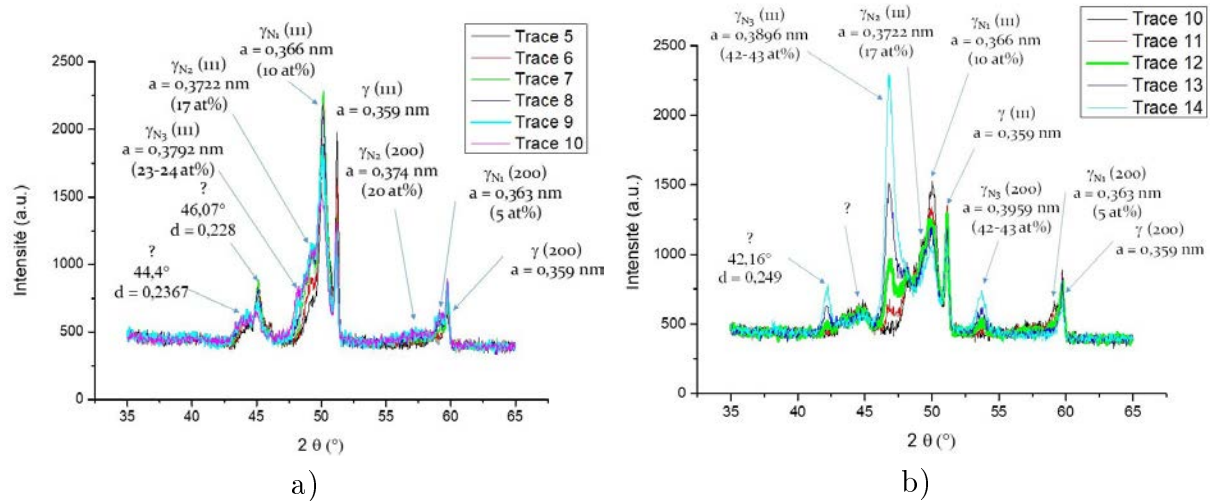 a)
γN1 (111)
a = 0,366 nm
(10 at%)
γN2 (111)
a = 0,3722 nm
(17 at%)
γN3 (111)
a = 0,3792 nm
(23-24 at%)
?
46,07°
d = 0,228
?
44,4°
d = 0,2367
γ (111)
a = 0,359 nm
γN2 (200)
a = 0,374 nm
(20 at%)
γN1 (200)
a = 0,363 nm
(5 at%)
γ (200)
a = 0,359 nm
Trace 5
Trace 6
Trace 7
Trace 8
Trace 9
Trace 10
Intensité (a.u.)
2500
2000
1500
1000
500
0
35 40 45 50 55 60 65
2 θ (°)
a)
γN3 (111)
a = 0,3896 nm
(42-43 at%)
γN2 (111)
a = 0,3722 nm
(17 at%)
γN1 (111)
a = 0,366 nm
(10 at%)
γ (111)
a = 0,359 nm
?
?
42,16°
d = 0,249
γN3 (200)
a = 0,3959 nm
(42-43 at%)
γN1 (200)
a = 0,363 nm
(5 at%)
γ (200)
a = 0,359 nm
Trace 10
Trace 11
Trace 12
Trace 13
Trace 14
Intensité (a.u.)
2500
2000
1500
1000
500
0
35 40 45 50 55 60 65
2 θ (°)
b)
b)